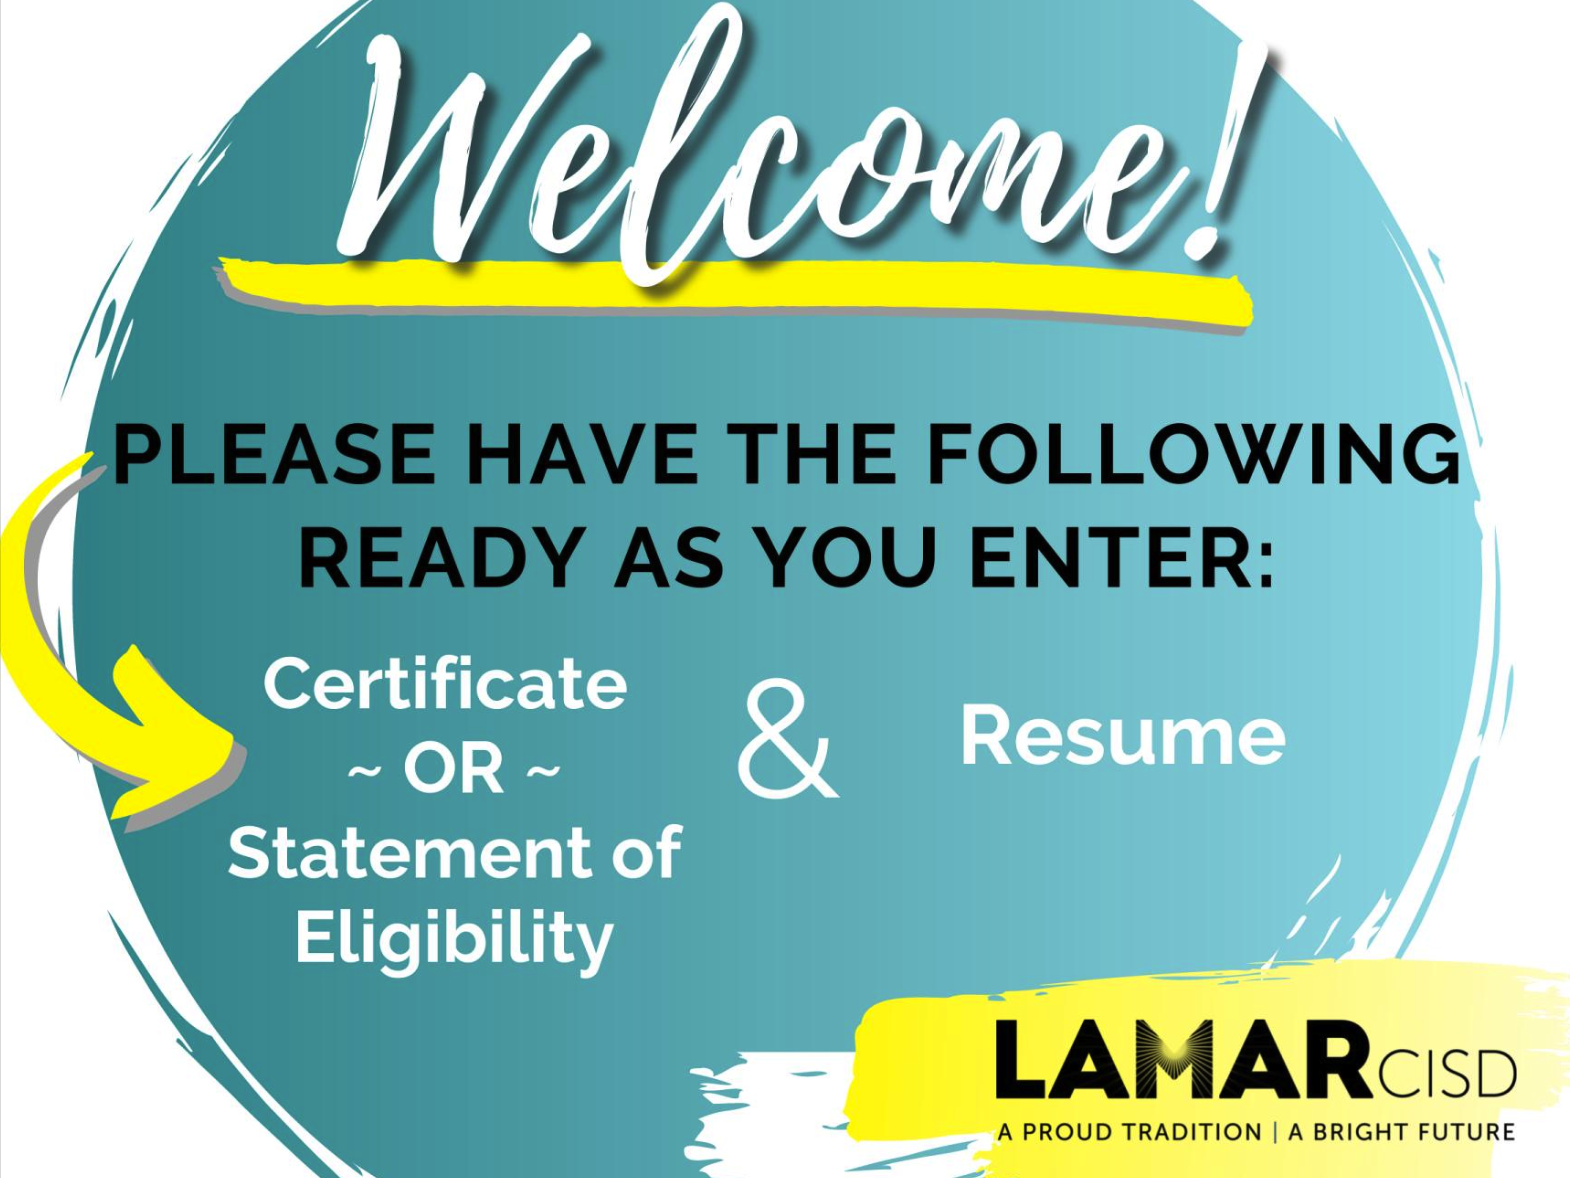 Welcome!
PLEASE HAVE THE FOLLOWING
READY AS YOU ENTER:
Certificate
~ OR ~
Statement of
Eligibility
&
Resume
LAMARCISD
A PROUD TRADITION | A BRIGHT FUTURE